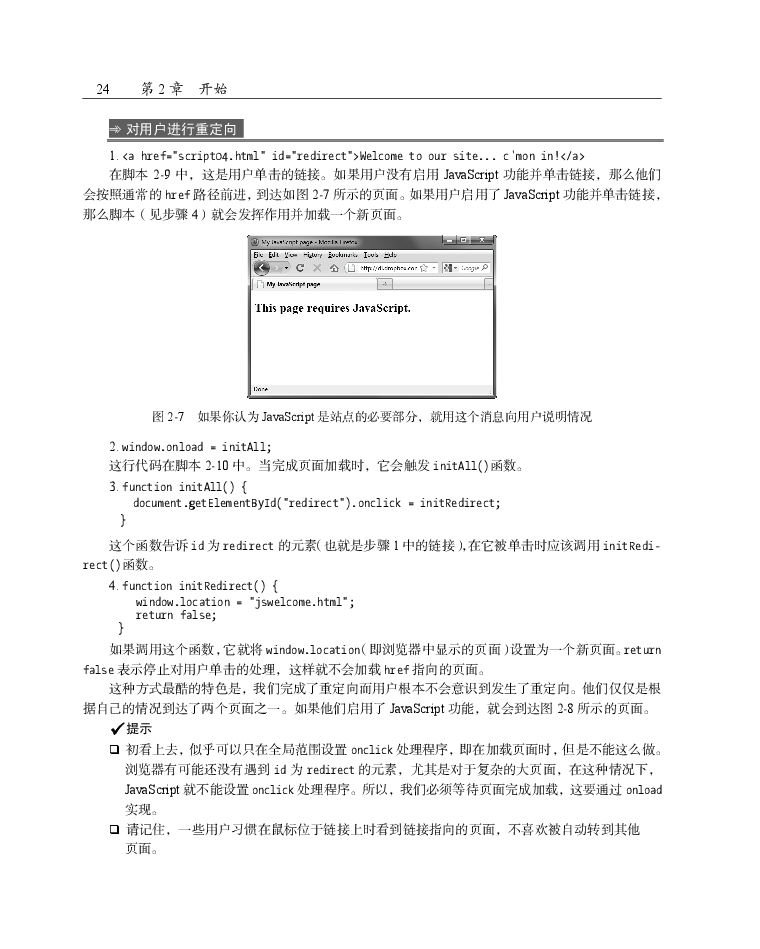 24 第 2 章 开始
对用户进行重定向
1. <a href="script04.html" id="redirect">Welcome to our site... c'mon in!</a>
在脚本 2-9 中，这是用户单击的链接。如果用户没有启用 JavaScript 功能并单击链接，那么他们
会按照通常的 href 路径前进，到达如图 2-7 所示的页面。如果用户启用了 JavaScript 功能并单击链接，
那么脚本（见步骤 4）就会发挥作用并加载一个新页面。
My JavaScript page - Mozilla Firefox
File Edit View History Bookmarks Tools Help
http://dl.dropbox.com Google
My JavaScript page
This page requires JavaScript.
Done
图 2-7 如果你认为 JavaScript 是站点的必要部分，就用这个消息向用户说明情况
2. window.onload = initAll;
这行代码在脚本 2-10 中。当完成页面加载时，它会触发 initAll()函数。
3. function initAll() {
document.getElementById("redirect").onclick = initRedirect;
}
这个函数告诉 id 为 redirect 的元素（也就是步骤 1 中的链接），在它被单击时应该调用 initRedi-
rect()函数。
4. function initRedirect() {
window.location = "jswelcome.html";
return false;
}
如果调用这个函数，它就将 window.location（即浏览器中显示的页面）设置为一个新页面。return
false 表示停止对用户单击的处理，这样就不会加载 href 指向的页面。
这种方式最酷的特色是，我们完成了重定向而用户根本不会意识到发生了重定向。他们仅仅是根
据自己的情况到达了两个页面之一。如果他们启用了 JavaScript 功能，就会到达图 2-8 所示的页面。
✔提示
❑ 初看上去，似乎可以只在全局范围设置 onclick 处理程序，即在加载页面时，但是不能这么做。
浏览器有可能还没有遇到 id 为 redirect 的元素，尤其是对于复杂的大页面，在这种情况下，
JavaScript 就不能设置 onclick 处理程序。所以，我们必须等待页面完成加载，这要通过 onload
实现。
❑ 请记住，一些用户习惯在鼠标位于链接上时看到链接指向的页面，不喜欢被自动转到其他
页面。